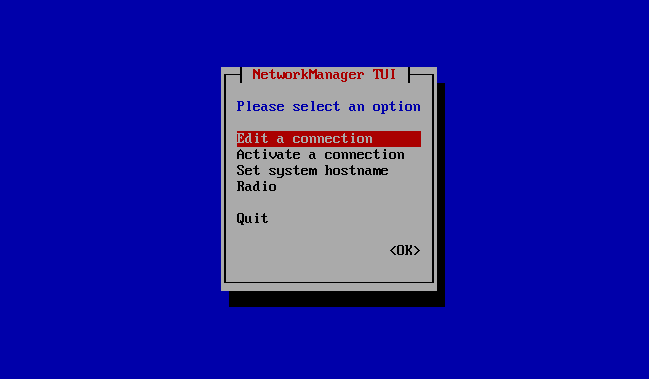 NetworkManager TUI
Please select an option
Edit a connection
Activate a connection
Set system hostname
Radio
Quit
<OK>